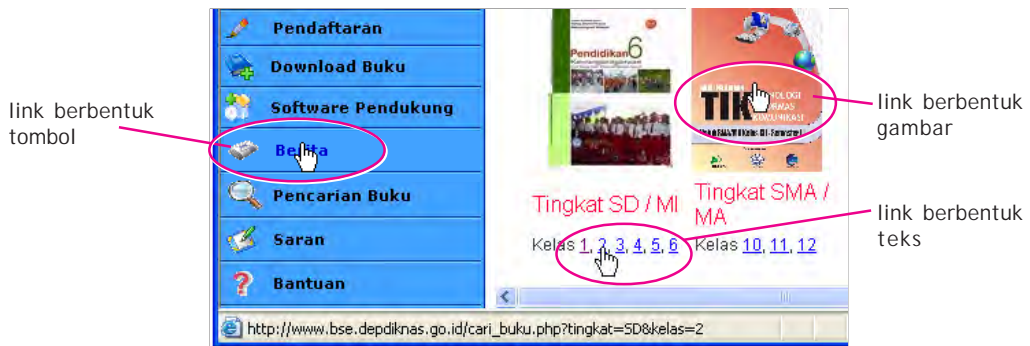 link berbentuk
tombol
Pendaftaran
Download Buku
Software Pendukung
Berita
Pencarian Buku
Saran
Bantuan
Pendidikan 6
TIK
Tingkat SD / MI
Kelas 1, 2, 3, 4, 5, 6
Tingkat SMA /
MA
Kelas 10, 11, 12
link berbentuk
gambar
link berbentuk
teks
http://www.bse.depdiknas.go.id/cari_buku.php?tingkat=SD&kelas=2